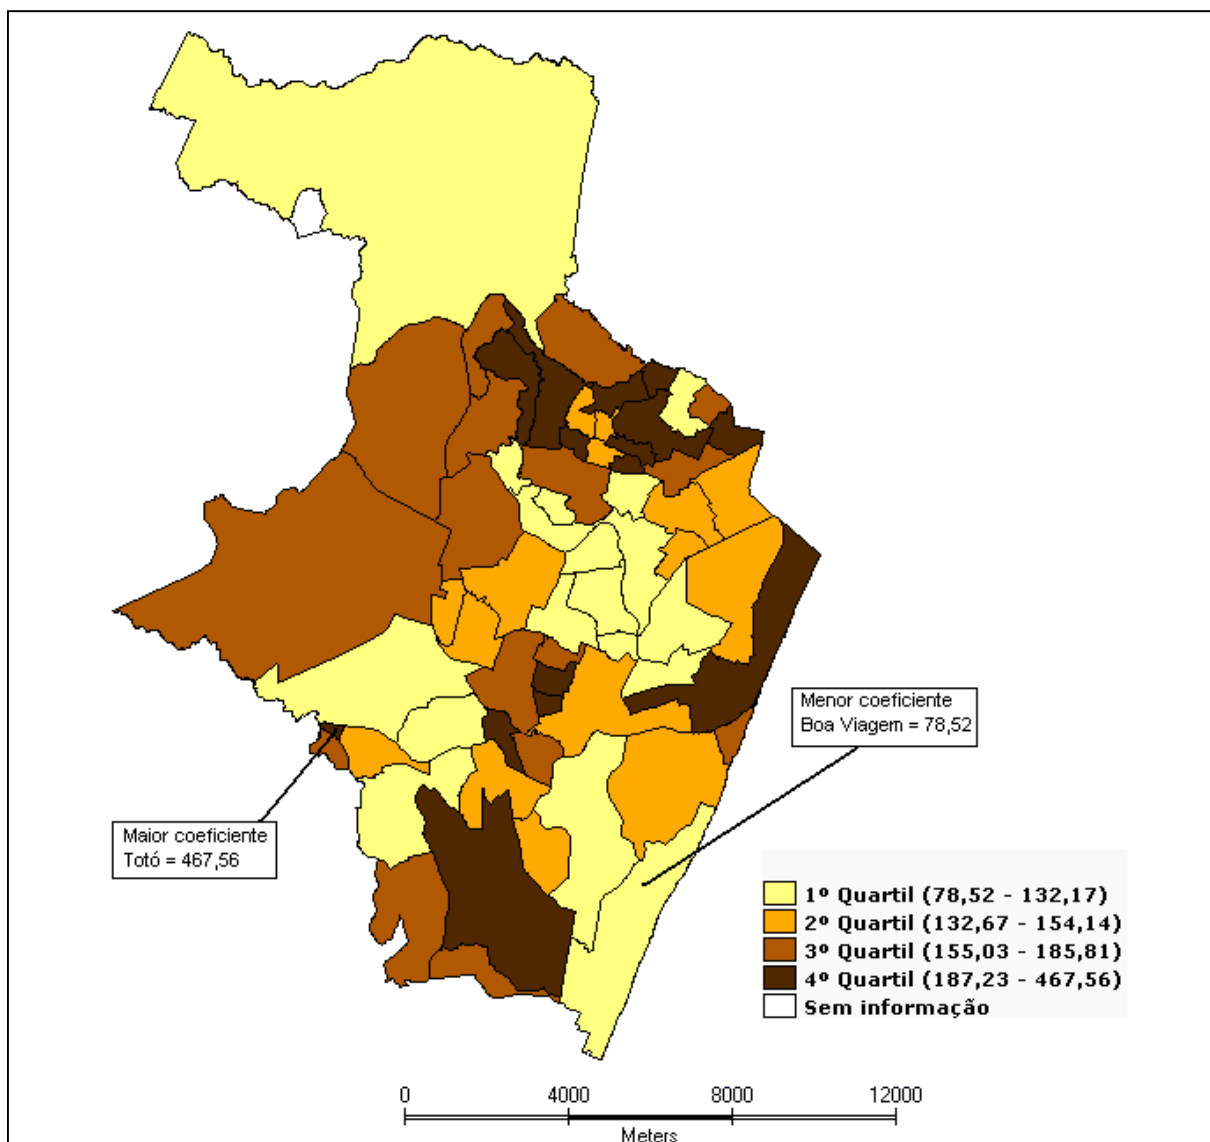 Menor coeficiente
Boa Viagem = 78,52
Maior coeficiente
Totó = 467,56
1º Quartil (78,52 - 132,17)
2º Quartil (132,67 - 154,14)
3º Quartil (155,03 - 185,81)
4º Quartil (187,23 - 467,56)
Sem informação
0 4000 8000 12000
Meters